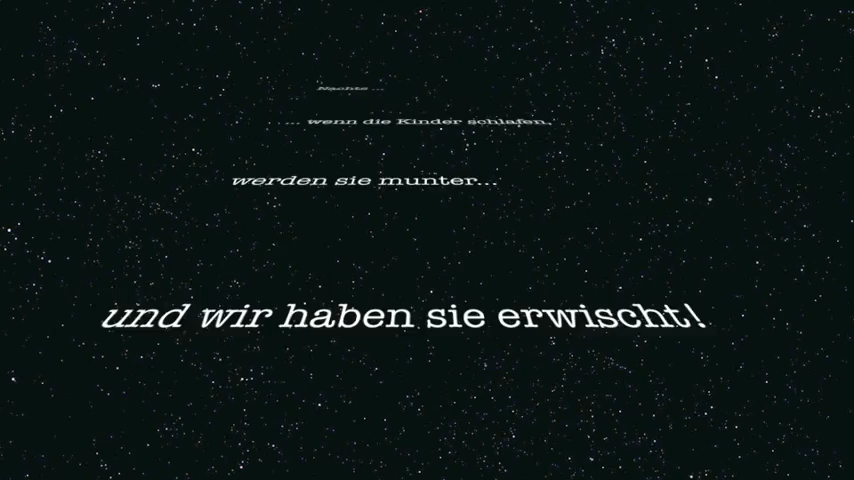 Nachts ...
... wenn die Kinder schlafen, ..
werden sie munter...
und wir haben sie erwischt!